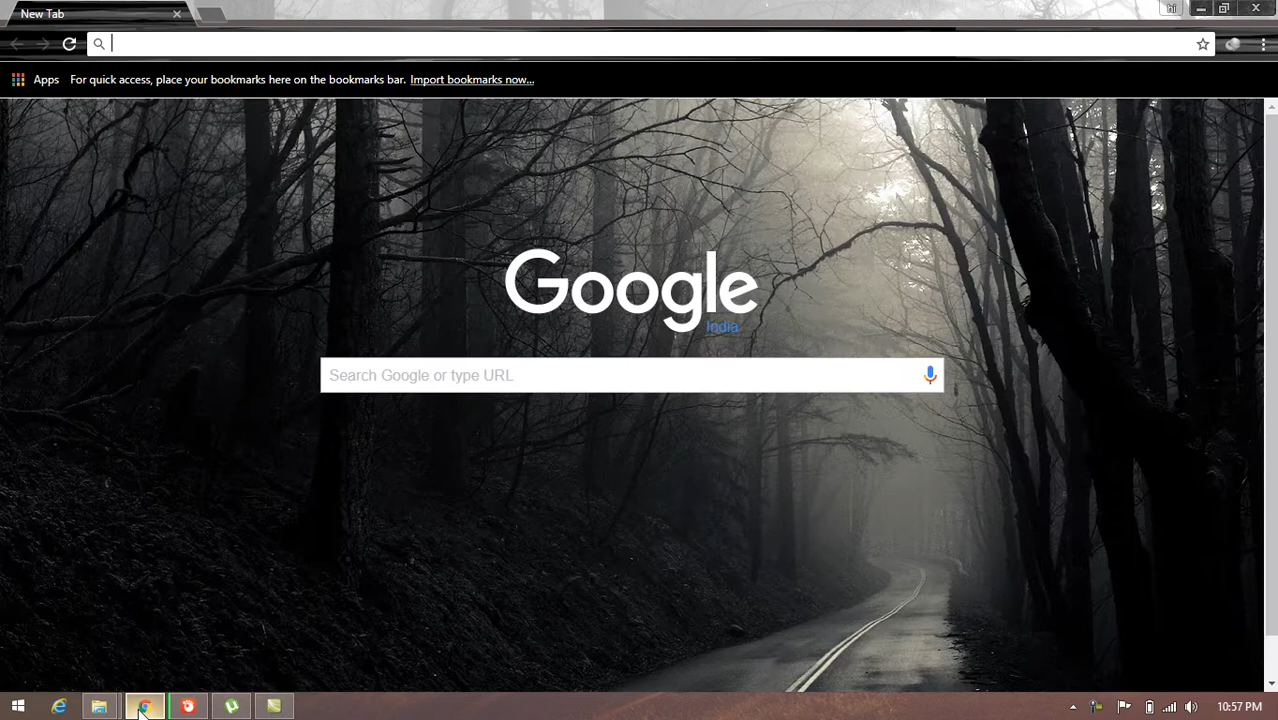 New Tab
hi
Apps
For quick access, place your bookmarks here on the bookmarks bar. Import bookmarks now...
Google
India
Search Google or type URL
10:57 PM